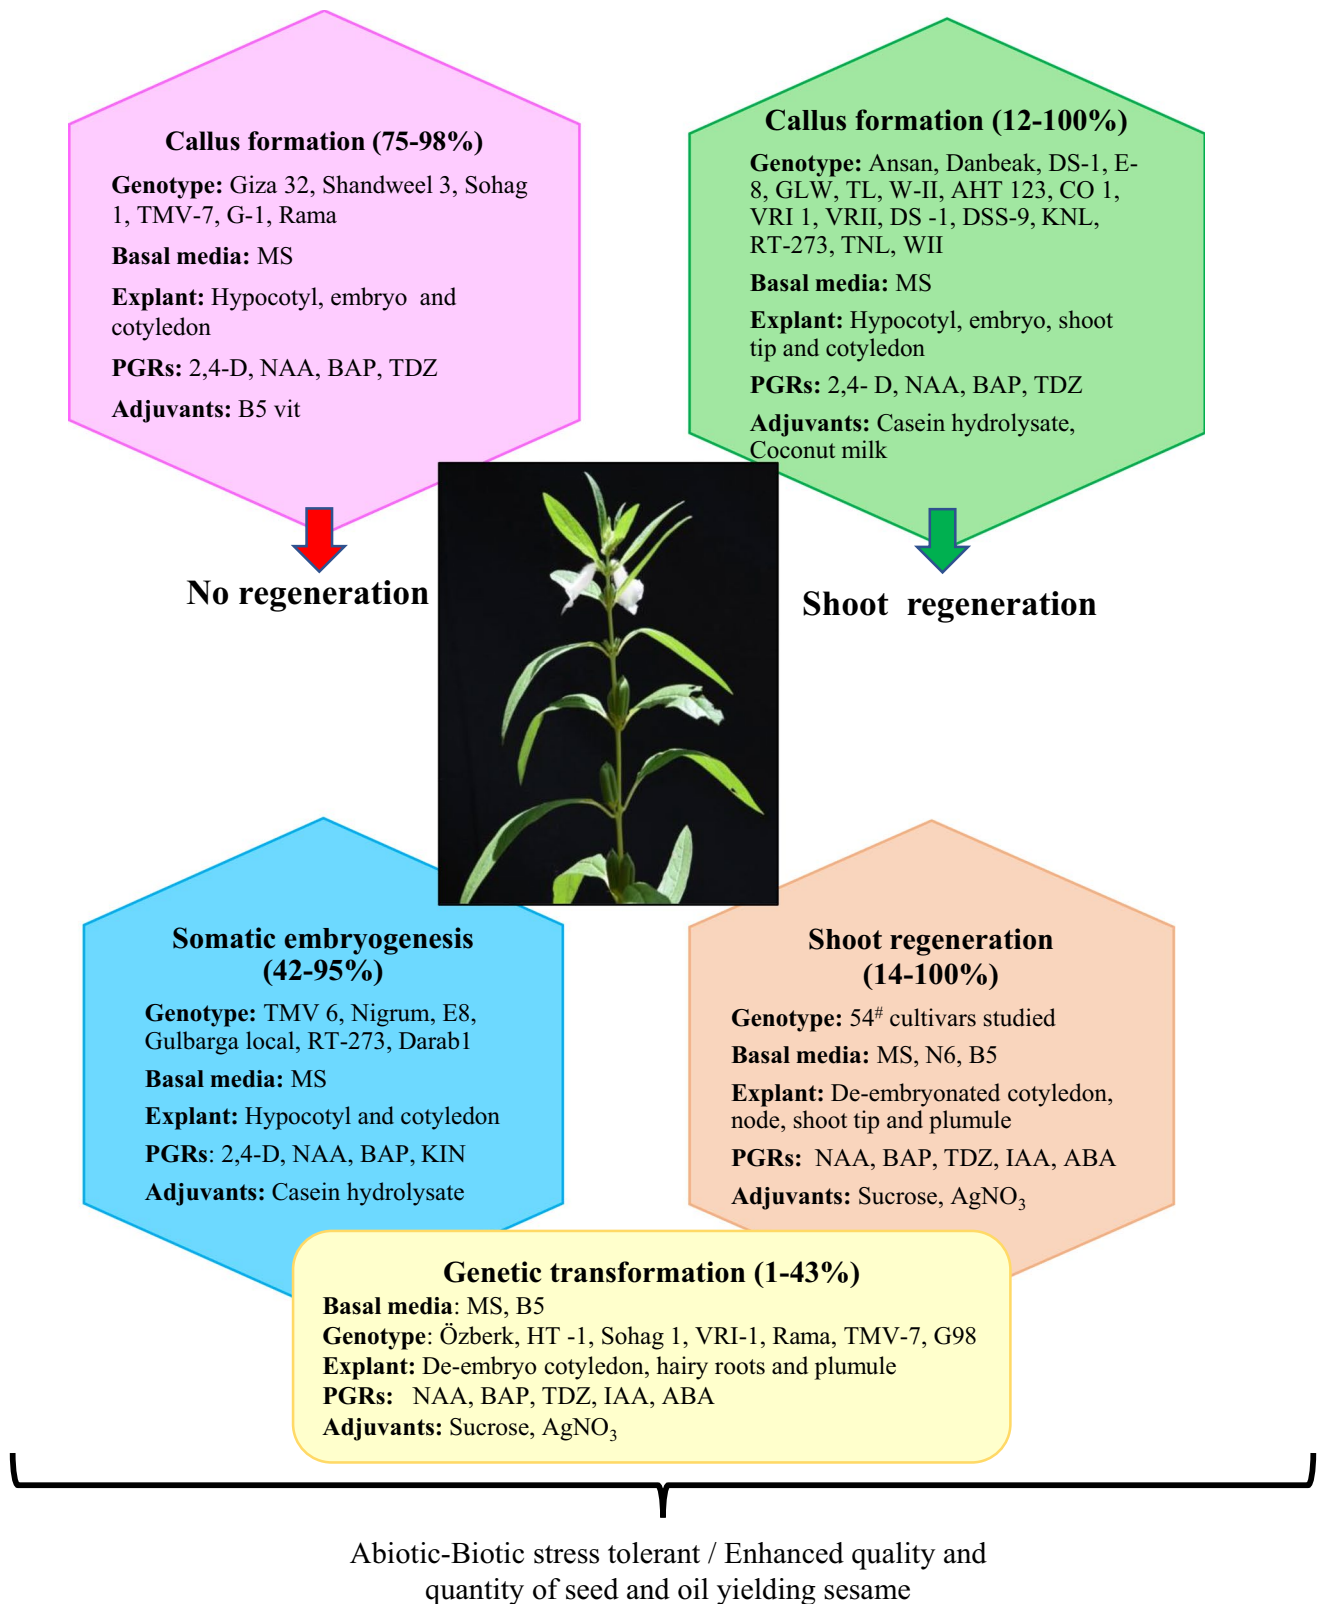 Callus formation (75-98%)
Genotype: Giza 32, Shandweel 3, Sohag
1, TMV-7, G-1, Rama
Basal media: MS
Explant: Hypocotyl, embryo and
cotyledon
PGRs: 2,4-D, NAA, BAP, TDZ
Adjuvants: B5 vit
No regeneration
Callus formation (12-100%)
Genotype: Ansan, Danbeak, DS-1, E-
8, GLW, TL, W-II, AHT 123, CO 1,
VRI 1, VRII, DS -1, DSS-9, KNL,
RT-273, TNL, WII
Basal media: MS
Explant: Hypocotyl, embryo, shoot
tip and cotyledon
PGRs: 2,4- D, NAA, BAP, TDZ
Adjuvants: Casein hydrolysate,
Coconut milk
Shoot regeneration
Somatic embryogenesis
(42-95%)
Genotype: TMV 6, Nigrum, E8,
Gulbarga local, RT-273, Darab1
Basal media: MS
Explant: Hypocotyl and cotyledon
PGRs: 2,4-D, NAA, BAP, KIN
Adjuvants: Casein hydrolysate
Shoot regeneration
(14-100%)
Genotype: 54# cultivars studied
Basal media: MS, N6, B5
Explant: De-embryonated cotyledon,
node, shoot tip and plumule
PGRs: NAA, BAP, TDZ, IAA, ABA
Adjuvants: Sucrose, AgNO₃
Genetic transformation (1-43%)
Basal media: MS, B5
Genotype: Özberk, HT -1, Sohag 1, VRI-1, Rama, TMV-7, G98
Explant: De-embryo cotyledon, hairy roots and plumule
PGRs: NAA, BAP, TDZ, IAA, ABA
Adjuvants: Sucrose, AgNO₃
Abiotic-Biotic stress tolerant / Enhanced quality and
quantity of seed and oil yielding sesame